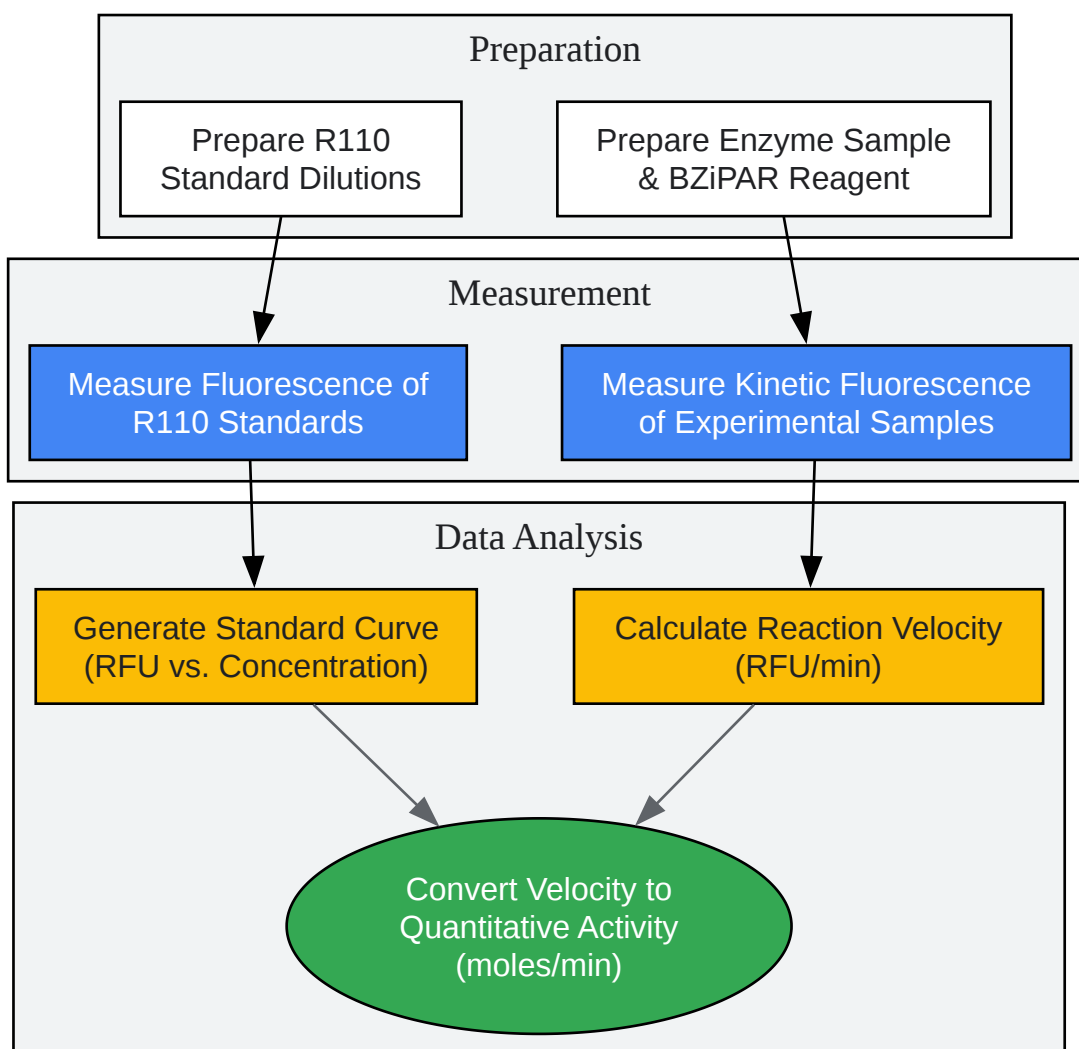 Preparation
Prepare R110
Standard Dilutions
Prepare Enzyme Sample
& BZiPAR Reagent
Measurement
Measure Fluorescence of
R110 Standards
Measure Kinetic Fluorescence
of Experimental Samples
Data Analysis
Generate Standard Curve
(RFU vs. Concentration)
Calculate Reaction Velocity
(RFU/min)
Convert Velocity to
Quantitative Activity
(moles/min)